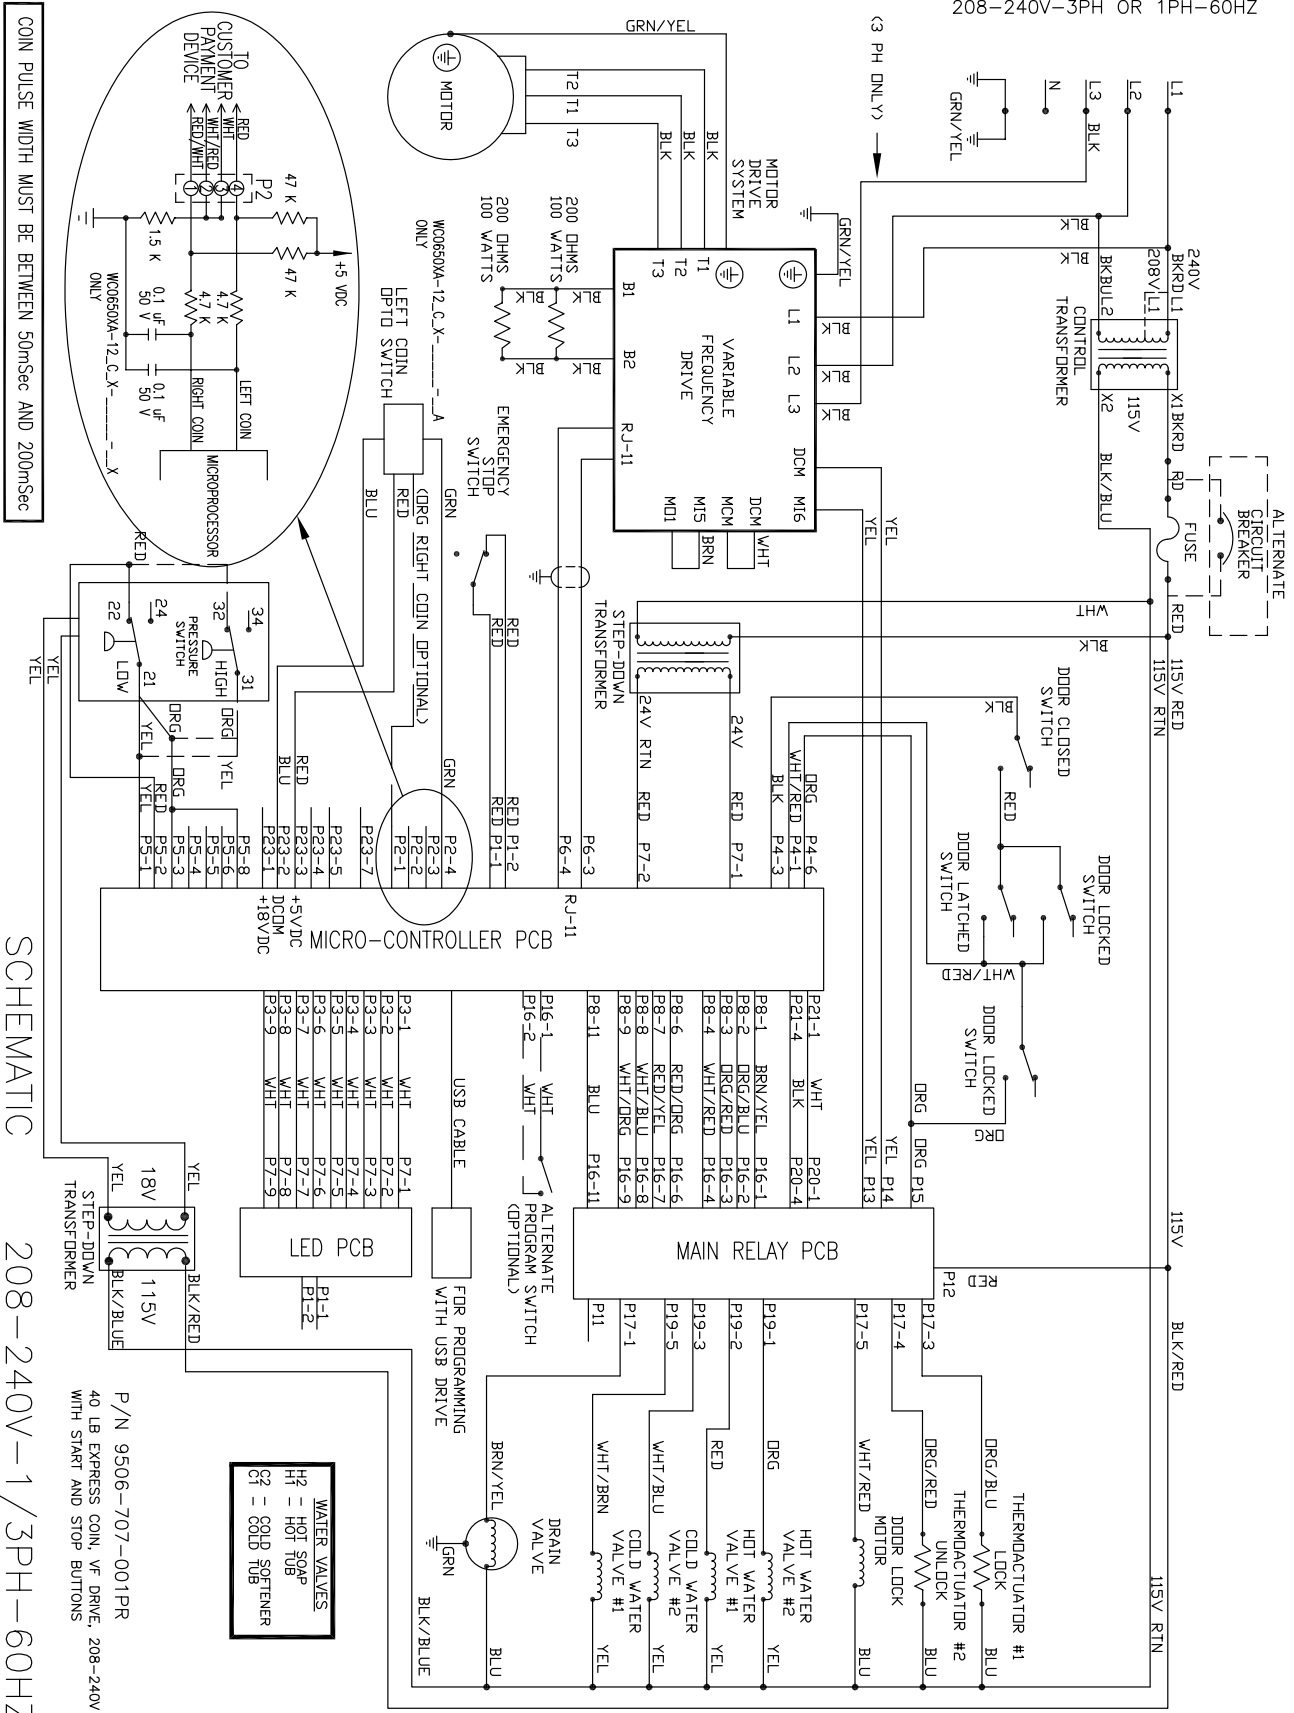 208-240V-3PH OR 1PH-60HZ
L1
L2
L3
N
GRN/YEL
BLK
(3 PH ONLY)
BLK
BLK
240V
208V
BKRD
L1
L1
BKBU
L2
CONTROL
TRANSFORMER
115V
X1
BKRD
X2
BLK/BLU
RD
FUSE
ALTERNATE
CIRCUIT
BREAKER
RED
WHT
BLK
115V RED
115V RTN
115V
BLK/RED
115V RTN
GRN/YEL
MOTOR
T2
T1
T3
BLK
BLK
BLK
MOTOR
DRIVE
SYSTEM
GRN/YEL
VARIABLE
FREQUENCY
DRIVE
T1
T2
T3
L1
L2
L3
BLK
BLK
BLK
B1
B2
RJ-11
DCM
MI6
DCM
MCM
MI5
MO1
WHT
BRN
YEL
YEL
200 OHMS
100 WATTS
200 OHMS
100 WATTS
BLK
BLK
BLK
BLK
WC0650XA-12_C_X-_____-_A
ONLY
LEFT COIN
OPTO SWITCH
GRN
(ORG RIGHT COIN OPTIONAL)
RED
BLU
EMERGENCY
STOP
SWITCH
RED
RED
STEP-DOWN
TRANSFORMER
24V
24V RTN
RED
RED
P7-1
P7-2
DOOR CLOSED
SWITCH
BLK
RED
DOOR LOCKED
SWITCH
DOOR LATCHED
SWITCH
WHT/RED
DOOR LOCKED
SWITCH
ORG
ORG
ORG P4-6
WHT/RED P4-1
BLK P4-3
P6-3
P6-4
RED P1-2
RED P1-1
GRN
P2-4
P2-3
P2-2
P2-1
P23-7
P23-5
P23-4
P23-3
P23-2
P23-1
RED
BLU
P5-8
P5-6
P5-5
P5-4
P5-3
P5-2
P5-1
ORG
YEL
ORG
YEL
ORG
RED
YEL
RJ-11
+5VDC
DCOM
+18VDC
MICRO-CONTROLLER PCB
TO
CUSTOMER
PAYMENT
DEVICE
RED
WHT
WHT/RED
RED/WHT
P2
4
3
2
1
47 K
47 K
+5 VDC
1.5 K
4.7 K
4.7 K
0.1 uF
50 V
0.1 uF
50 V
WC0650XA-12_C_X-_____-_X
ONLY
LEFT COIN
RIGHT COIN
MICROPROCESSOR
COIN PULSE WIDTH MUST BE BETWEEN 50mSec AND 200mSec
RED
34
32
31
HIGH
PRESSURE
SWITCH
24
22
21
LOW
YEL
YEL
P21-1 WHT P20-1
P21-4 BLK P20-4
P8-1 BRN/YEL P16-1
P8-2 ORG/BLU P16-2
P8-3 ORG/RED P16-3
P8-4 WHT/RED P16-4
P8-6 RED/ORG P16-6
P8-7 RED/YEL P16-7
P8-8 WHT/BLU P16-8
P8-9 WHT/ORG P16-9
P8-11 BLU P16-11
P16-1 WHT
P16-2 WHT
ALTERNATE
PROGRAM SWITCH
(OPTIONAL)
USB CABLE
FOR PROGRAMMING
WITH USB DRIVE
P3-1 WHT P7-1
P3-2 WHT P7-2
P3-3 WHT
P3-4 WHT P7-4
P3-5 WHT P7-5
P3-6 WHT P7-6
P3-7 WHT P7-7
P3-8 WHT P7-8
P3-9 WHT P7-9
LED PCB
P1-1
P1-2
ORG P15
YEL P14
YEL P13
MAIN RELAY PCB
P12
RED
P17-3
P17-4
P17-5
P19-1
P19-2
P19-3
P19-5
P17-1
P11
THERMOACTUATOR #1
LOCK
ORG/BLU
BLU
THERMOACTUATOR #2
UNLOCK
ORG/RED
BLU
DOOR LOCK
MOTOR
WHT/RED
BLU
HOT WATER
VALVE #2
ORG
YEL
HOT WATER
VALVE #1
RED
YEL
COLD WATER
VALVE #2
WHT/BLU
YEL
COLD WATER
VALVE #1
WHT/BRN
YEL
DRAIN
VALVE
BRN/YEL
GRN
BLU
BLK/BLUE
YEL
YEL
18V
115V
STEP-DOWN
TRANSFORMER
BLK/RED
BLK/BLUE
WATER VALVES
H2 - HOT SOAP
H1 - HOT TUB
C2 - COLD SOFTENER
C1 - COLD TUB
P/N 9506-707-001PR
40 LB EXPRESS COIN, VF DRIVE, 208-240V
WITH START AND STOP BUTTONS
SCHEMATIC 208-240V-1/3PH-60HZ